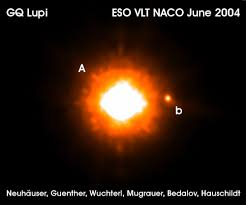 GQ Lupi ESO VLT NACO June 2004
A
b
Neuhäuser, Guenther, Wuchterl, Mugrauer, Bedalov, Hauschildt